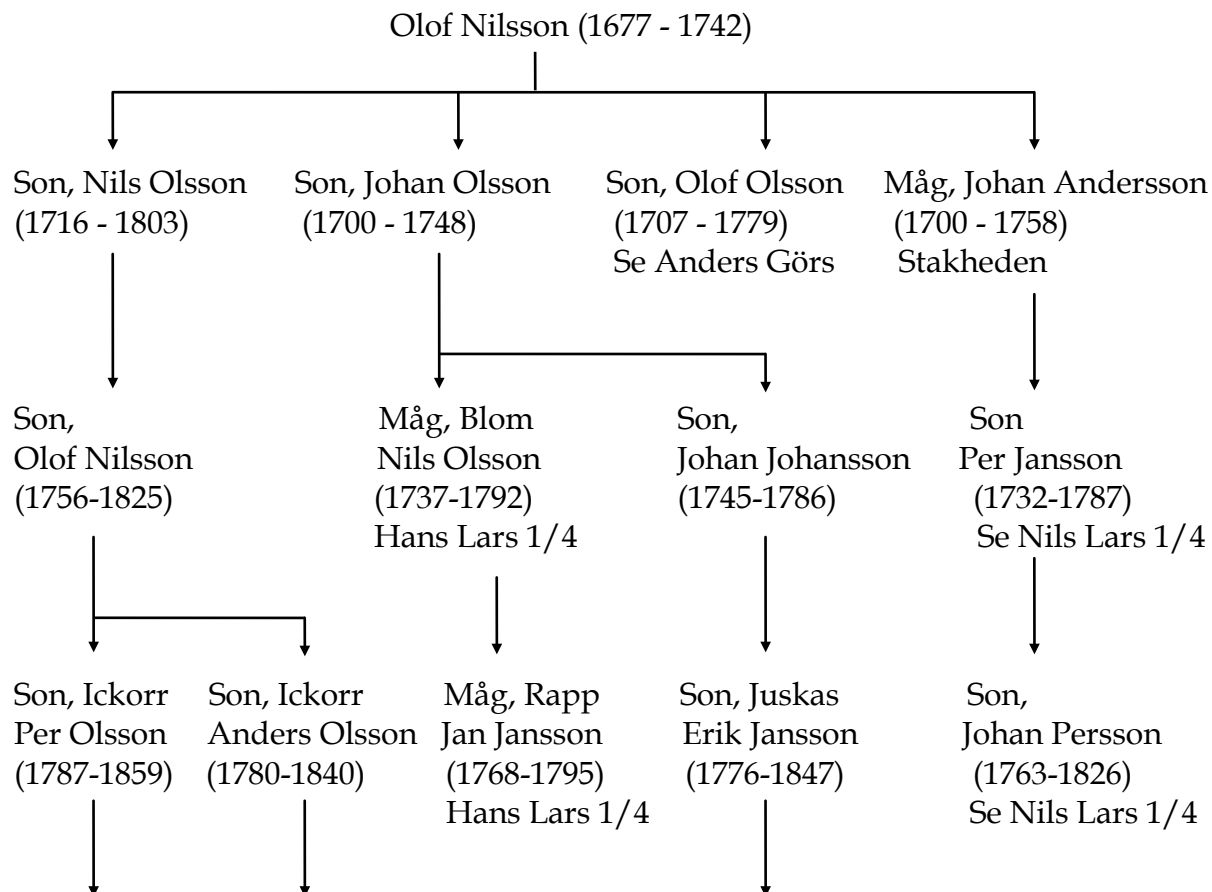 Olof Nilsson (1677 - 1742)
Son, Nils Olsson
(1716 - 1803)
Son, Johan Olsson
(1700 - 1748)
Son, Olof Olsson
(1707 - 1779)
Se Anders Görs
Måg, Johan Andersson
(1700 - 1758)
Stakheden
Son,
Olof Nilsson
(1756-1825)
Måg, Blom
Nils Olsson
(1737-1792)
Hans Lars 1/4
Son,
Johan Johansson
(1745-1786)
Son
Per Jansson
(1732-1787)
Se Nils Lars 1/4
Son, Ickorr
Per Olsson
(1787-1859)
Son, Ickorr
Anders Olsson
(1780-1840)
Måg, Rapp
Jan Jansson
(1768-1795)
Hans Lars 1/4
Son, Juskas
Erik Jansson
(1776-1847)
Son,
Johan Persson
(1763-1826)
Se Nils Lars 1/4